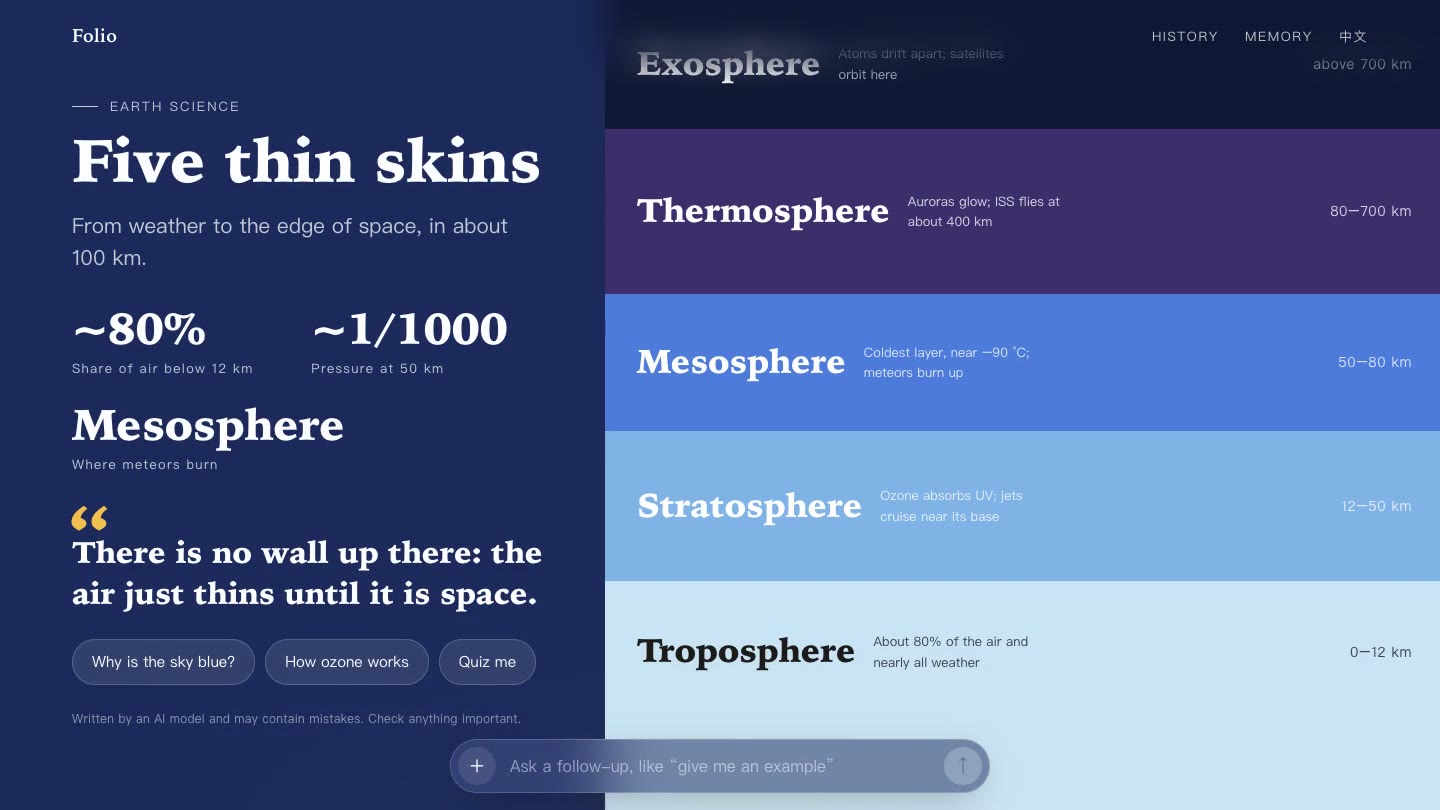 Folio
HISTORY MEMORY 中文
EARTH SCIENCE
Five thin skins
From weather to the edge of space, in about
100 km.
~80%
Share of air below 12 km
~1/1000
Pressure at 50 km
Mesosphere
Where meteors burn
“
There is no wall up there: the
air just thins until it is space.
Why is the sky blue?
How ozone works
Quiz me
Written by an AI model and may contain mistakes. Check anything important.
Exosphere
Atoms drift apart; satellites
orbit here
above 700 km
Thermosphere
Auroras glow; ISS flies at
about 400 km
80–700 km
Mesosphere
Coldest layer, near −90 °C;
meteors burn up
50–80 km
Stratosphere
Ozone absorbs UV; jets
cruise near its base
12–50 km
Troposphere
About 80% of the air and
nearly all weather
0–12 km
+ Ask a follow-up, like “give me an example” ↑